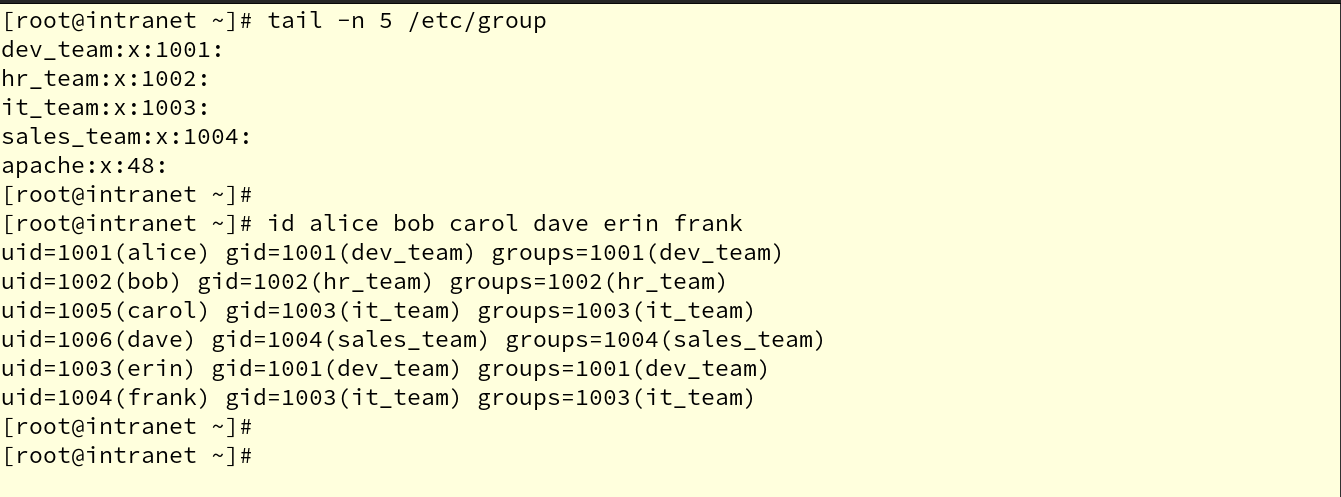 [root@intranet ~]# tail -n 5 /etc/group
dev_team:x:1001:
hr_team:x:1002:
it_team:x:1003:
sales_team:x:1004:
apache:x:48:
[root@intranet ~]#
[root@intranet ~]# id alice bob carol dave erin frank
uid=1001(alice) gid=1001(dev_team) groups=1001(dev_team)
uid=1002(bob) gid=1002(hr_team) groups=1002(hr_team)
uid=1005(carol) gid=1003(it_team) groups=1003(it_team)
uid=1006(dave) gid=1004(sales_team) groups=1004(sales_team)
uid=1003(erin) gid=1001(dev_team) groups=1001(dev_team)
uid=1004(frank) gid=1003(it_team) groups=1003(it_team)
[root@intranet ~]#
[root@intranet ~]#